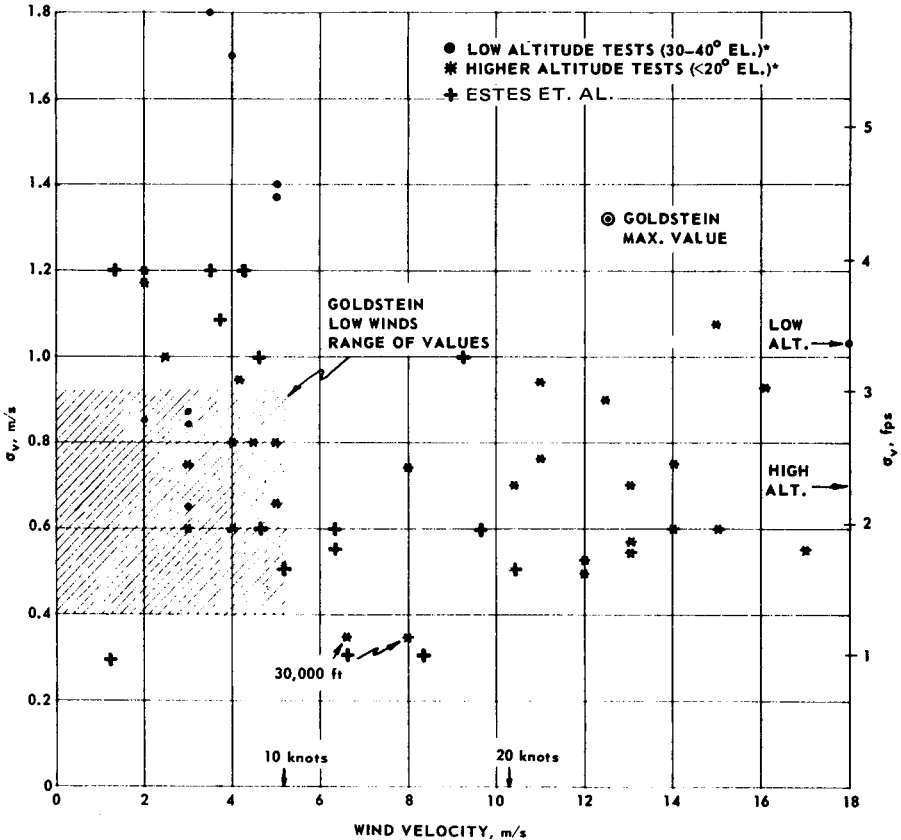 1.8
1.6
1.4
1.2
1.0
0.8
0.6
0.4
0.2
0
σv, m/s
● LOW ALTITUDE TESTS (30-40° EL.)*
✱ HIGHER ALTITUDE TESTS (<20° EL.)*
+ ESTES ET. AL.
GOLDSTEIN
MAX. VALUE
GOLDSTEIN
LOW WINDS
RANGE OF VALUES
LOW
ALT.
HIGH
ALT.
30,000 ft
10 knots
20 knots
5
4
3
2
1
σv, fps
0 2 4 6 8 10 12 14 16 18
WIND VELOCITY, m/s